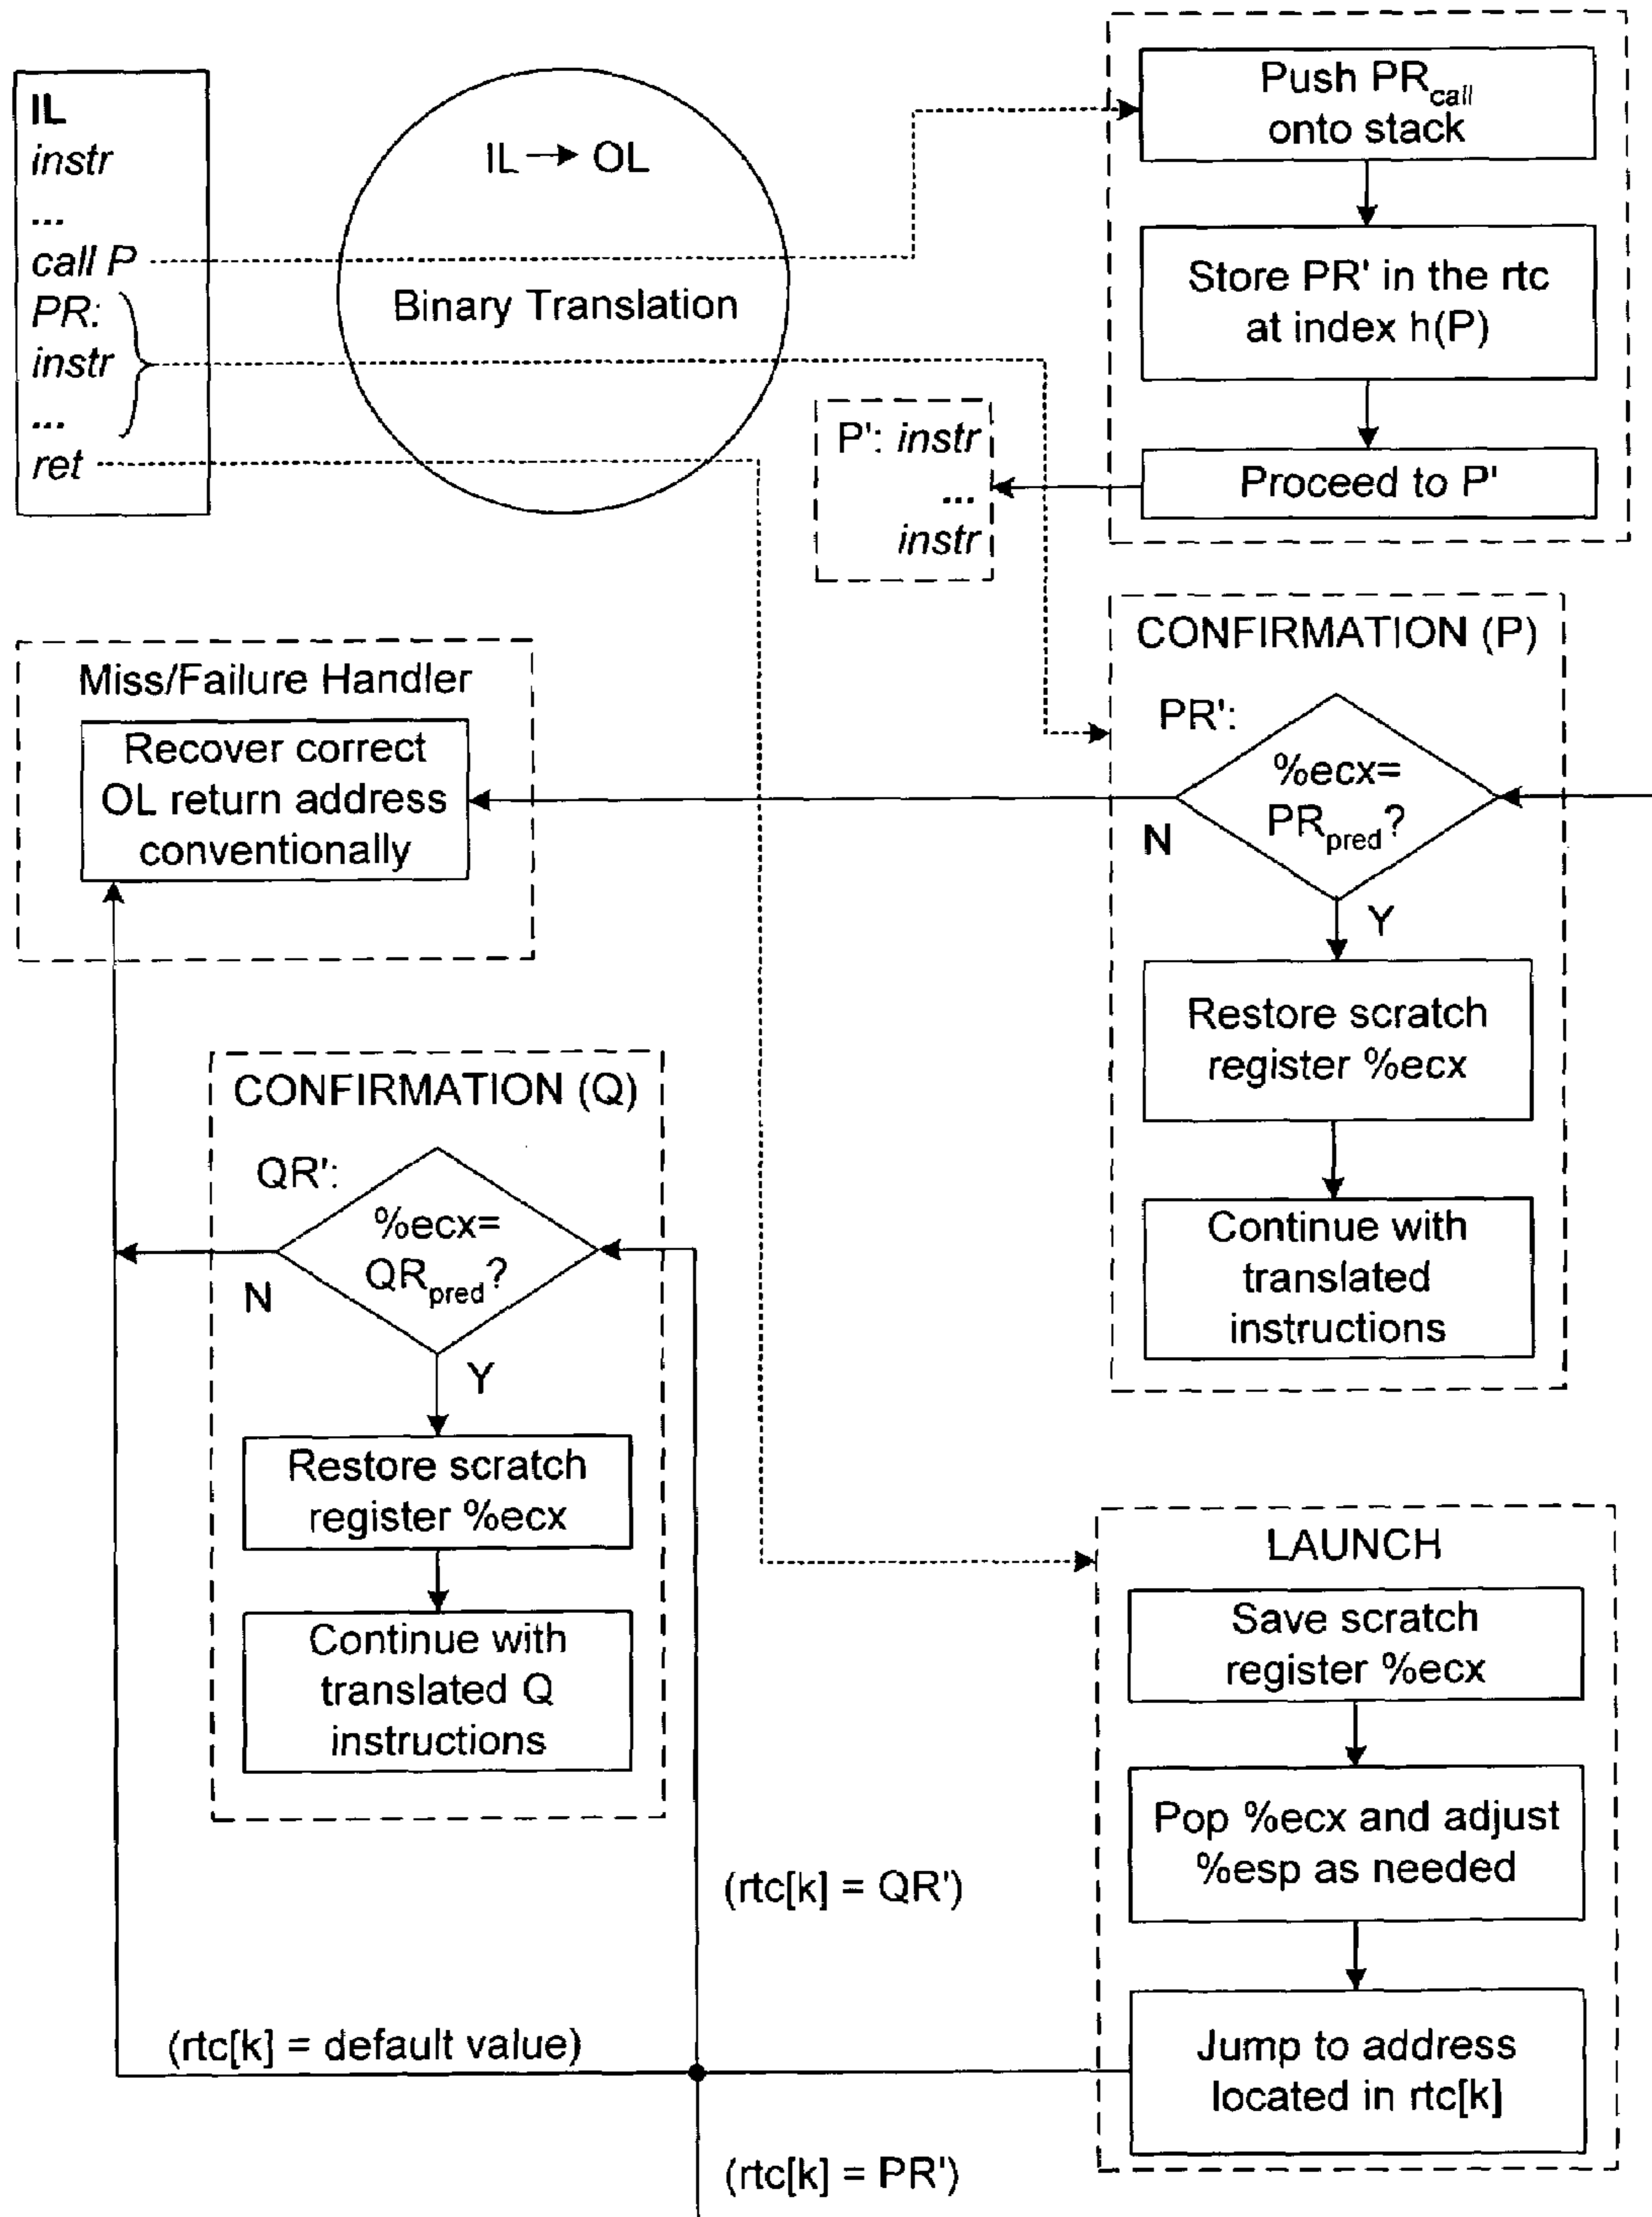 IL
instr
...
call P
PR:
instr
...
ret
IL → OL
Binary Translation
Push PRcall
onto stack
Store PR' in the rtc
at index h(P)
Proceed to P'
P': instr
...
instr
CONFIRMATION (P)
PR':
%ecx=
PRpred?
N
Y
Restore scratch
register %ecx
Continue with
translated
instructions
Miss/Failure Handler
Recover correct
OL return address
conventionally
CONFIRMATION (Q)
QR':
%ecx=
QRpred?
N
Y
Restore scratch
register %ecx
Continue with
translated Q
instructions
LAUNCH
Save scratch
register %ecx
Pop %ecx and adjust
%esp as needed
Jump to address
located in rtc[k]
(rtc[k] = QR')
(rtc[k] = default value)
(rtc[k] = PR')